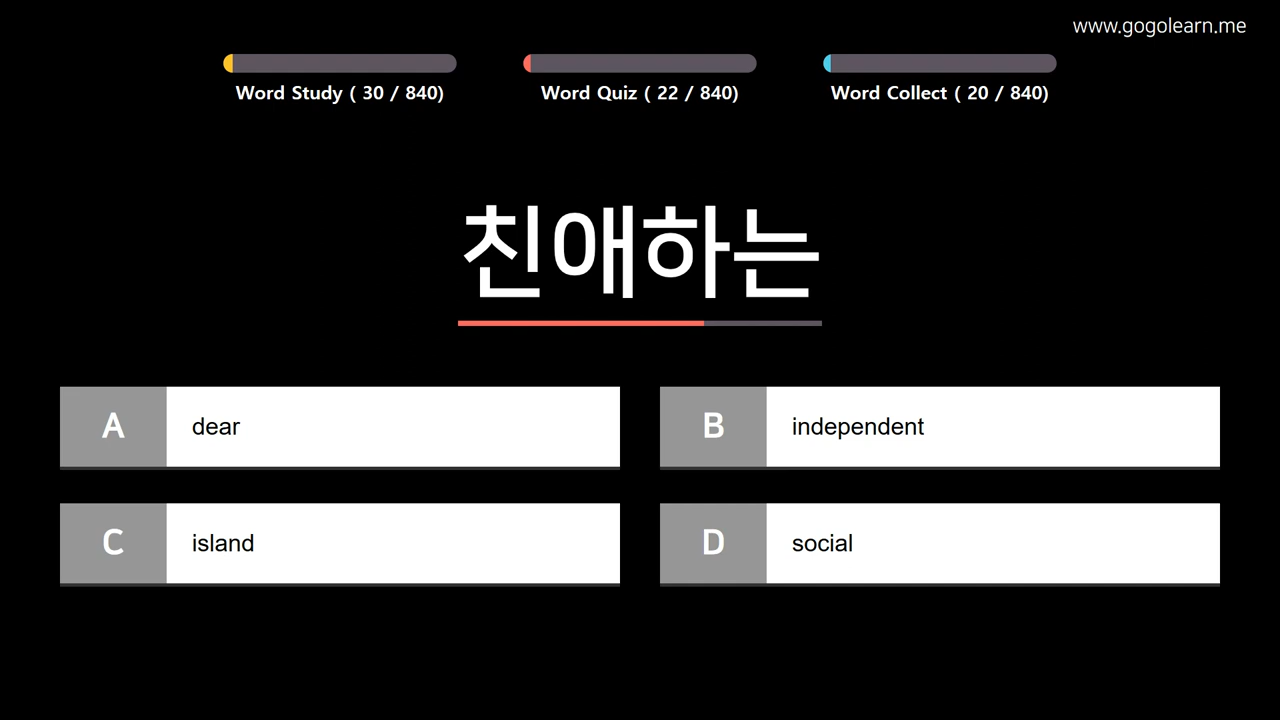 www.gogolearn.me
Word Study ( 30 / 840)
Word Quiz ( 22 / 840)
Word Collect ( 20 / 840)
친애하는
A dear
B independent
C island
D social